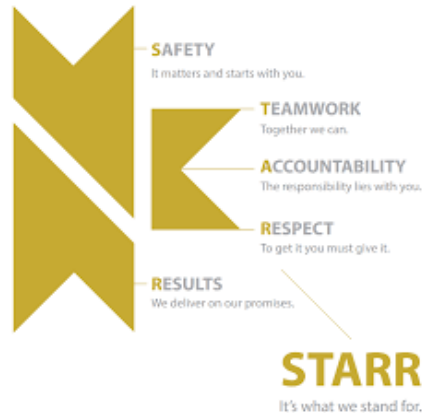 SAFETY
It matters and starts with you.
TEAMWORK
Together we can.
ACCOUNTABILITY
The responsibility lies with you.
RESPECT
To get it you must give it.
RESULTS
We deliver on our promises.
STARR
It's what we stand for.